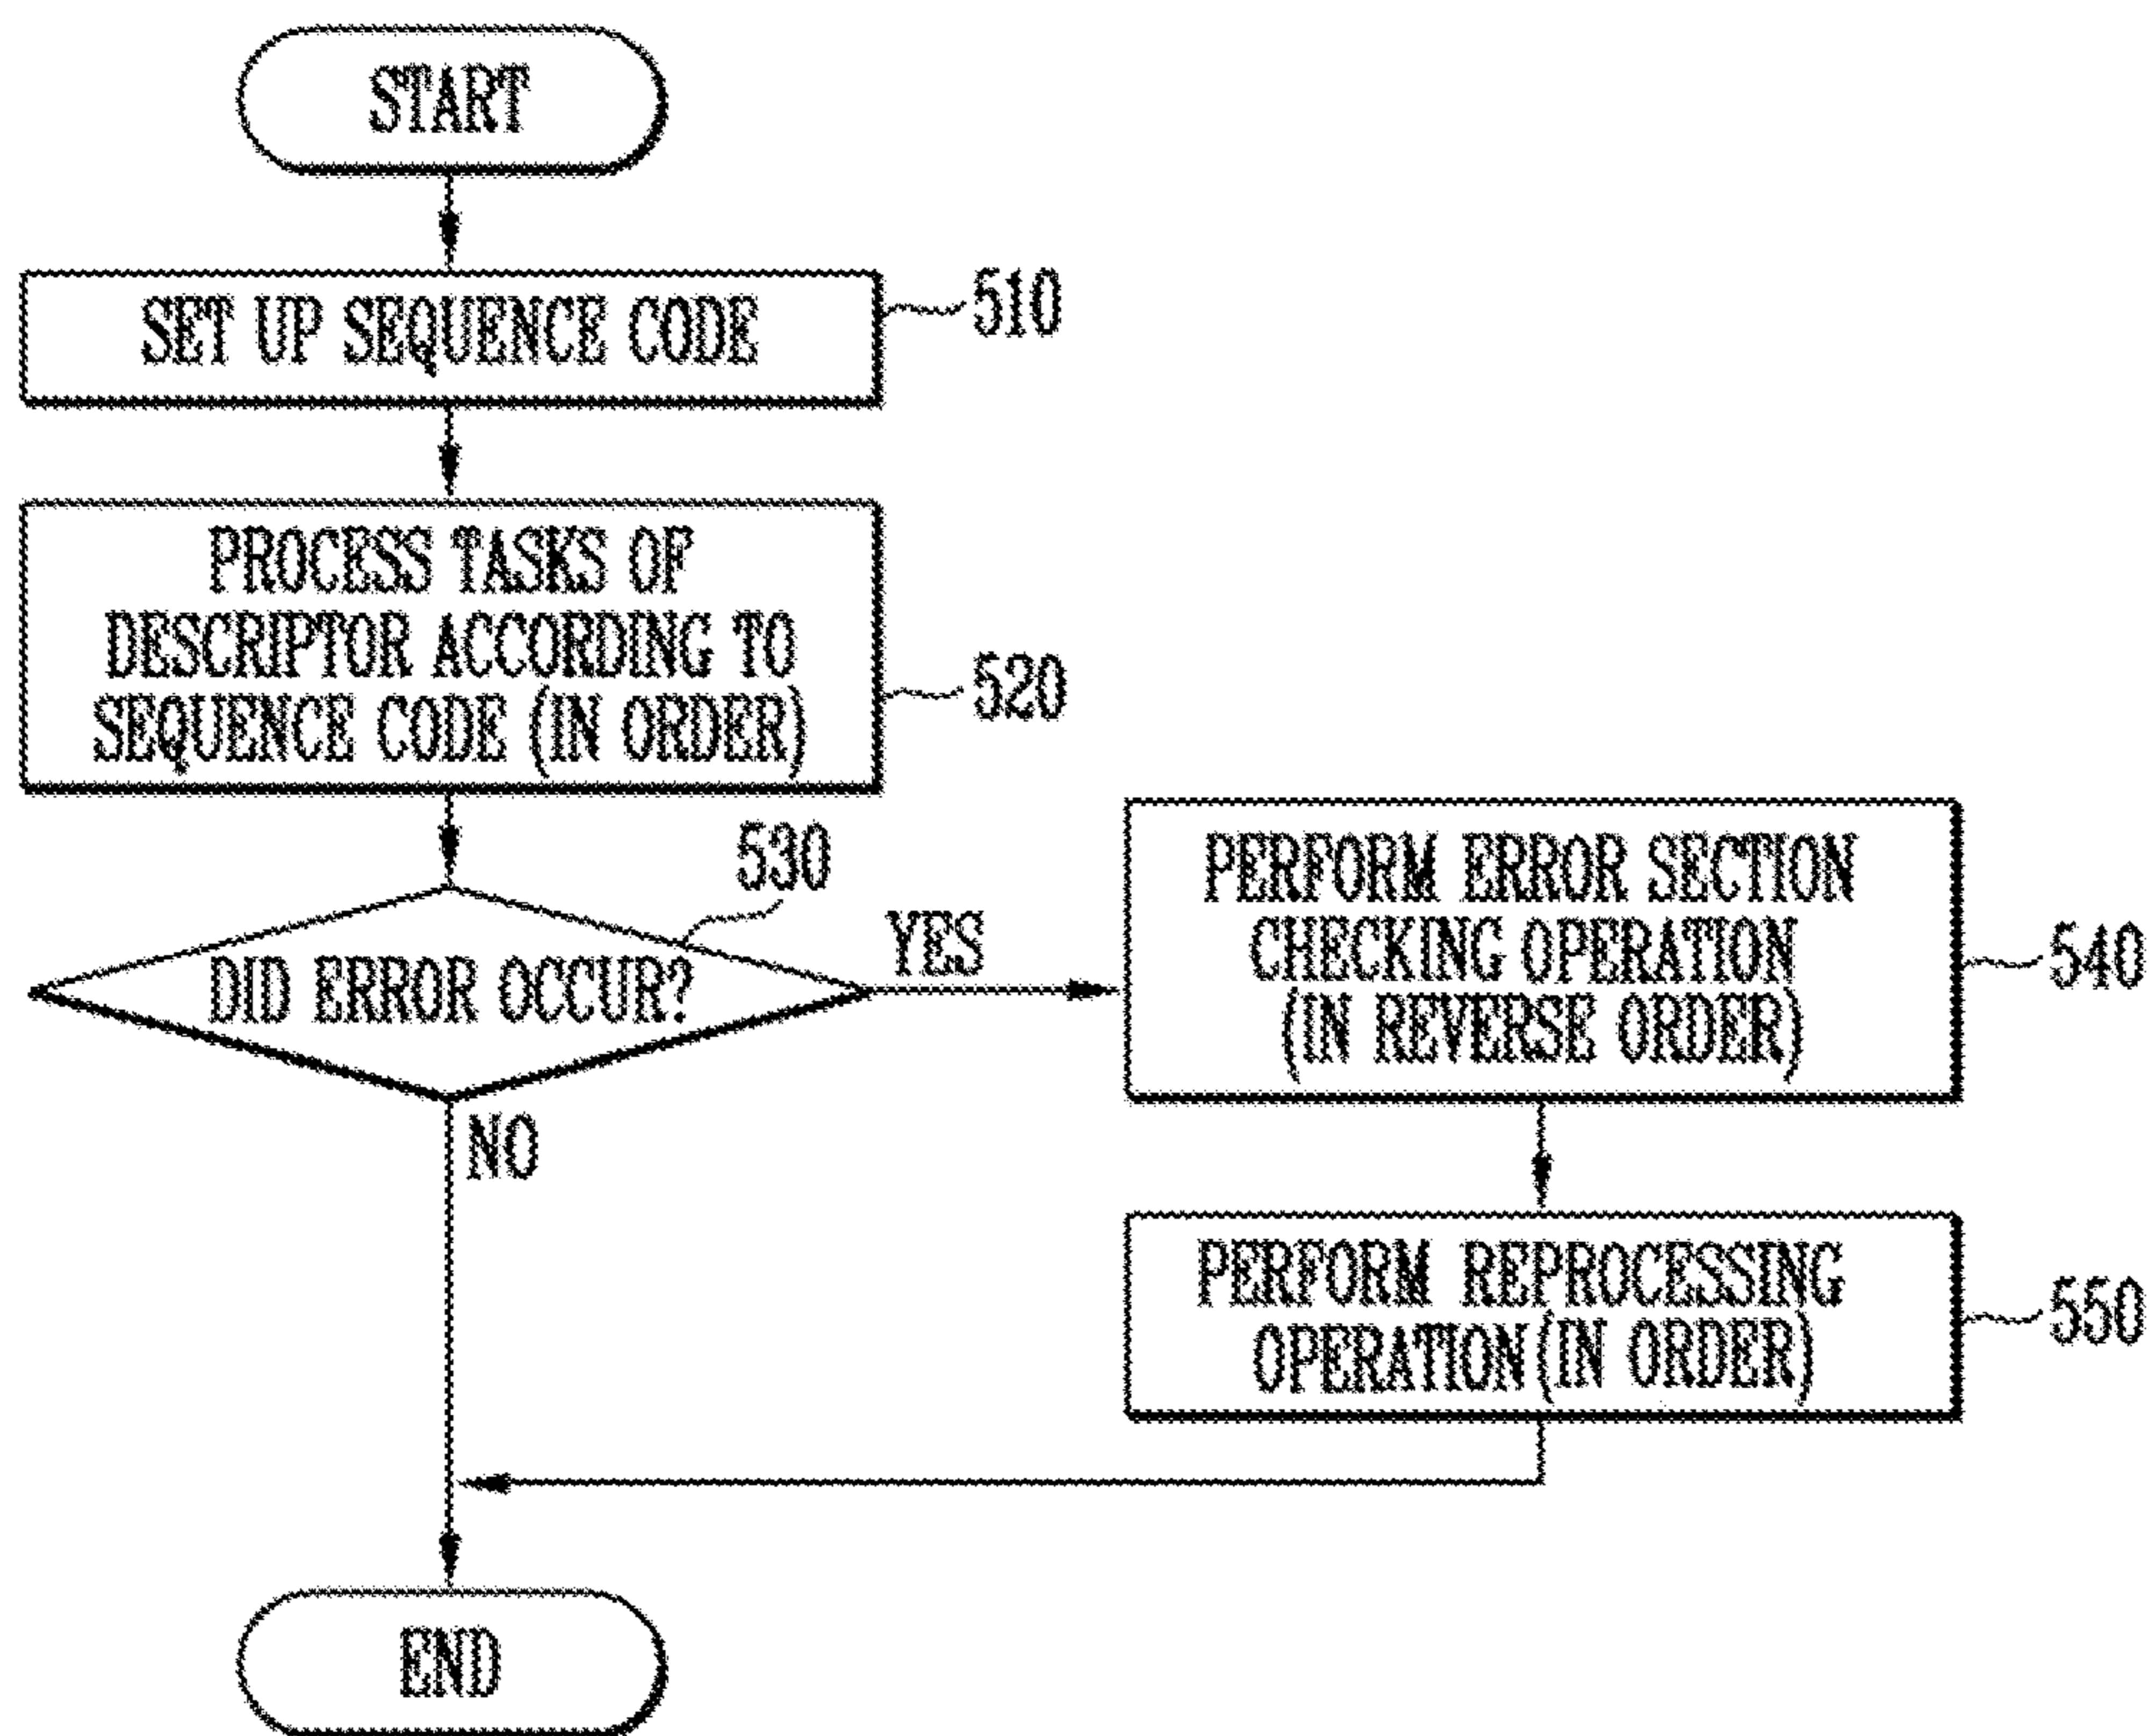 START
SET UP SEQUENCE CODE
510
PROCESS TASKS OF
DESCRIPTOR ACCORDING TO
SEQUENCE CODE (IN ORDER)
520
530
DID ERROR OCCUR?
YES
NO
PERFORM ERROR SECTION
CHECKING OPERATION
(IN REVERSE ORDER)
540
PERFORM REPROCESSING
OPERATION (IN ORDER)
550
END